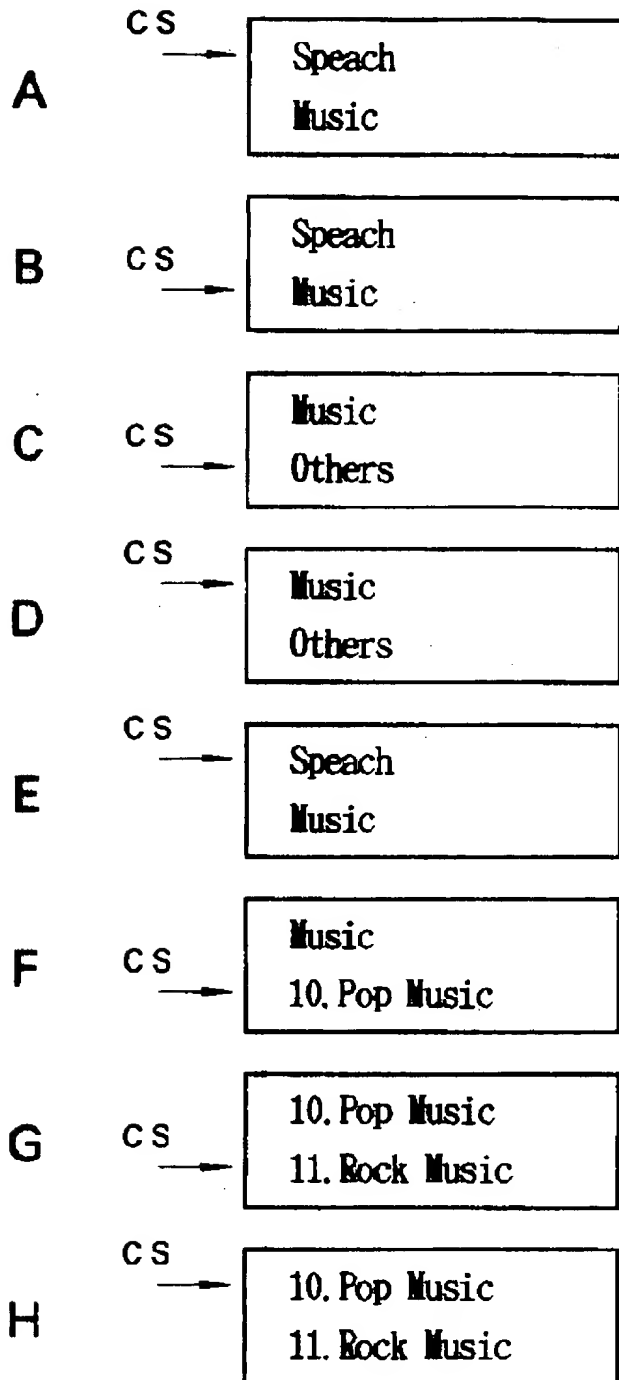 CS
A
Speach
Music
Speach
B
CS
Music
Music
C
CS
Others
CS
Music
D
Others
CS
Speach
E
Music
Music
F
CS
10. Pop Music
10. Pop Music
G
CS
11. Rock Music
CS
10. Pop Music
H
11. Rock Music